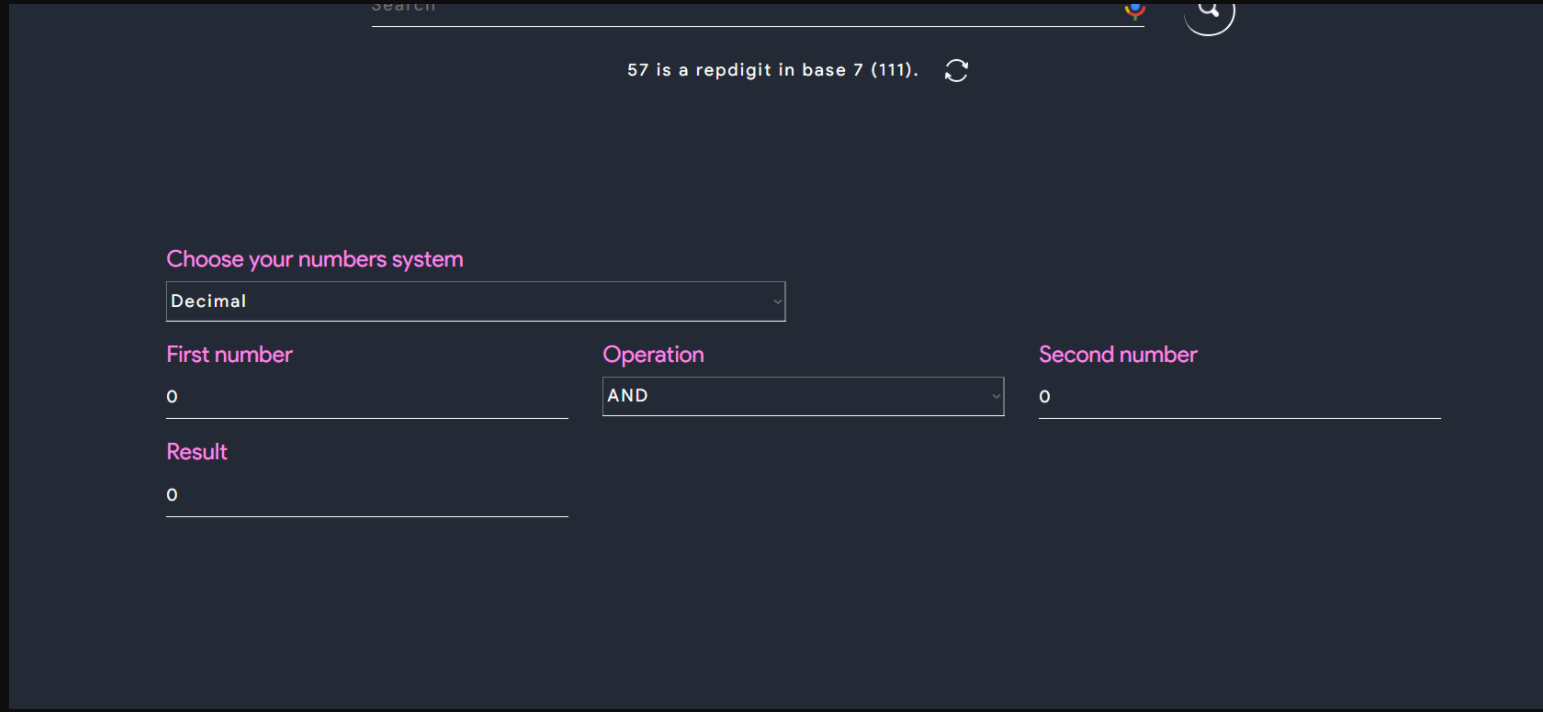 Search
57 is a repdigit in base 7 (111).
Choose your numbers system
Decimal
First number
Operation
Second number
0
AND
0
Result
0